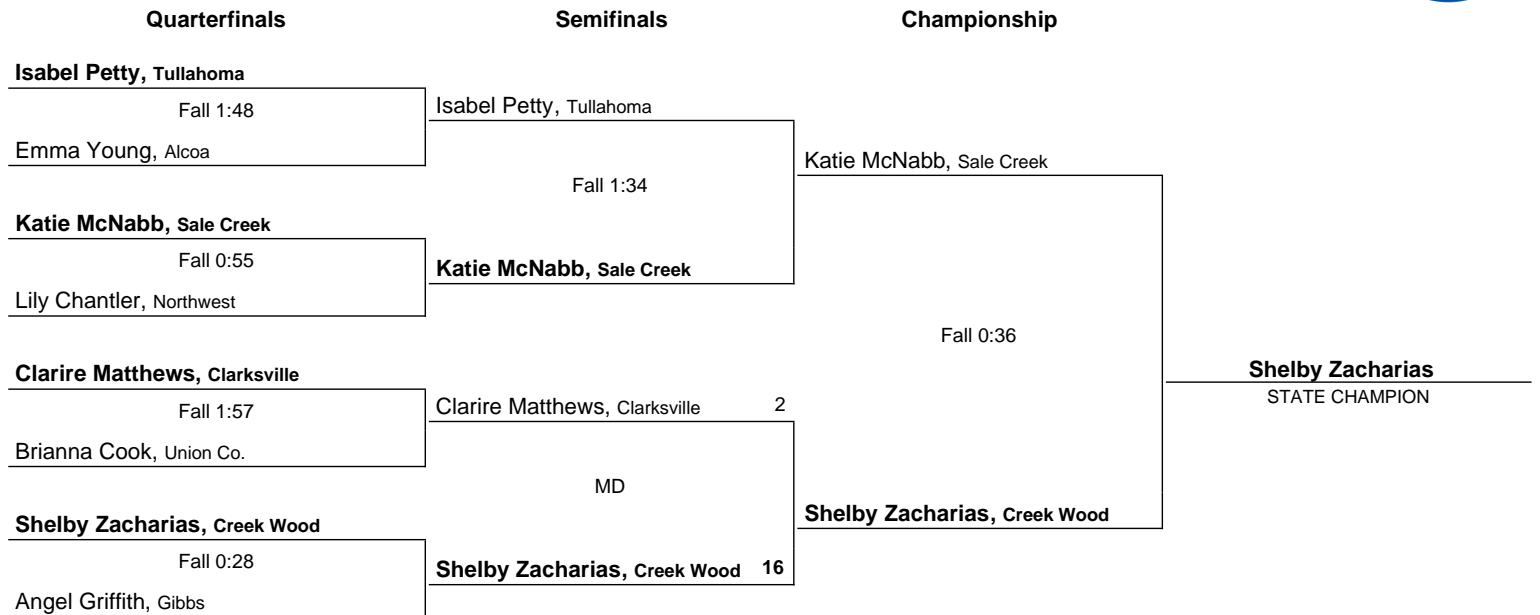 Quarterfinals
Semifinals
Championship
Isabel Petty, Tullahoma
Fall 1:48
Emma Young, Alcoa
Katie McNabb, Sale Creek
Fall 0:55
Lily Chantler, Northwest
Clarire Matthews, Clarksville
Fall 1:57
Brianna Cook, Union Co.
Shelby Zacharias, Creek Wood
Fall 0:28
Angel Griffith, Gibbs
Isabel Petty, Tullahoma
Fall 1:34
Katie McNabb, Sale Creek
Clarire Matthews, Clarksville 2
MD
Shelby Zacharias, Creek Wood 16
Katie McNabb, Sale Creek
Fall 0:36
Shelby Zacharias, Creek Wood
Shelby Zacharias
STATE CHAMPION